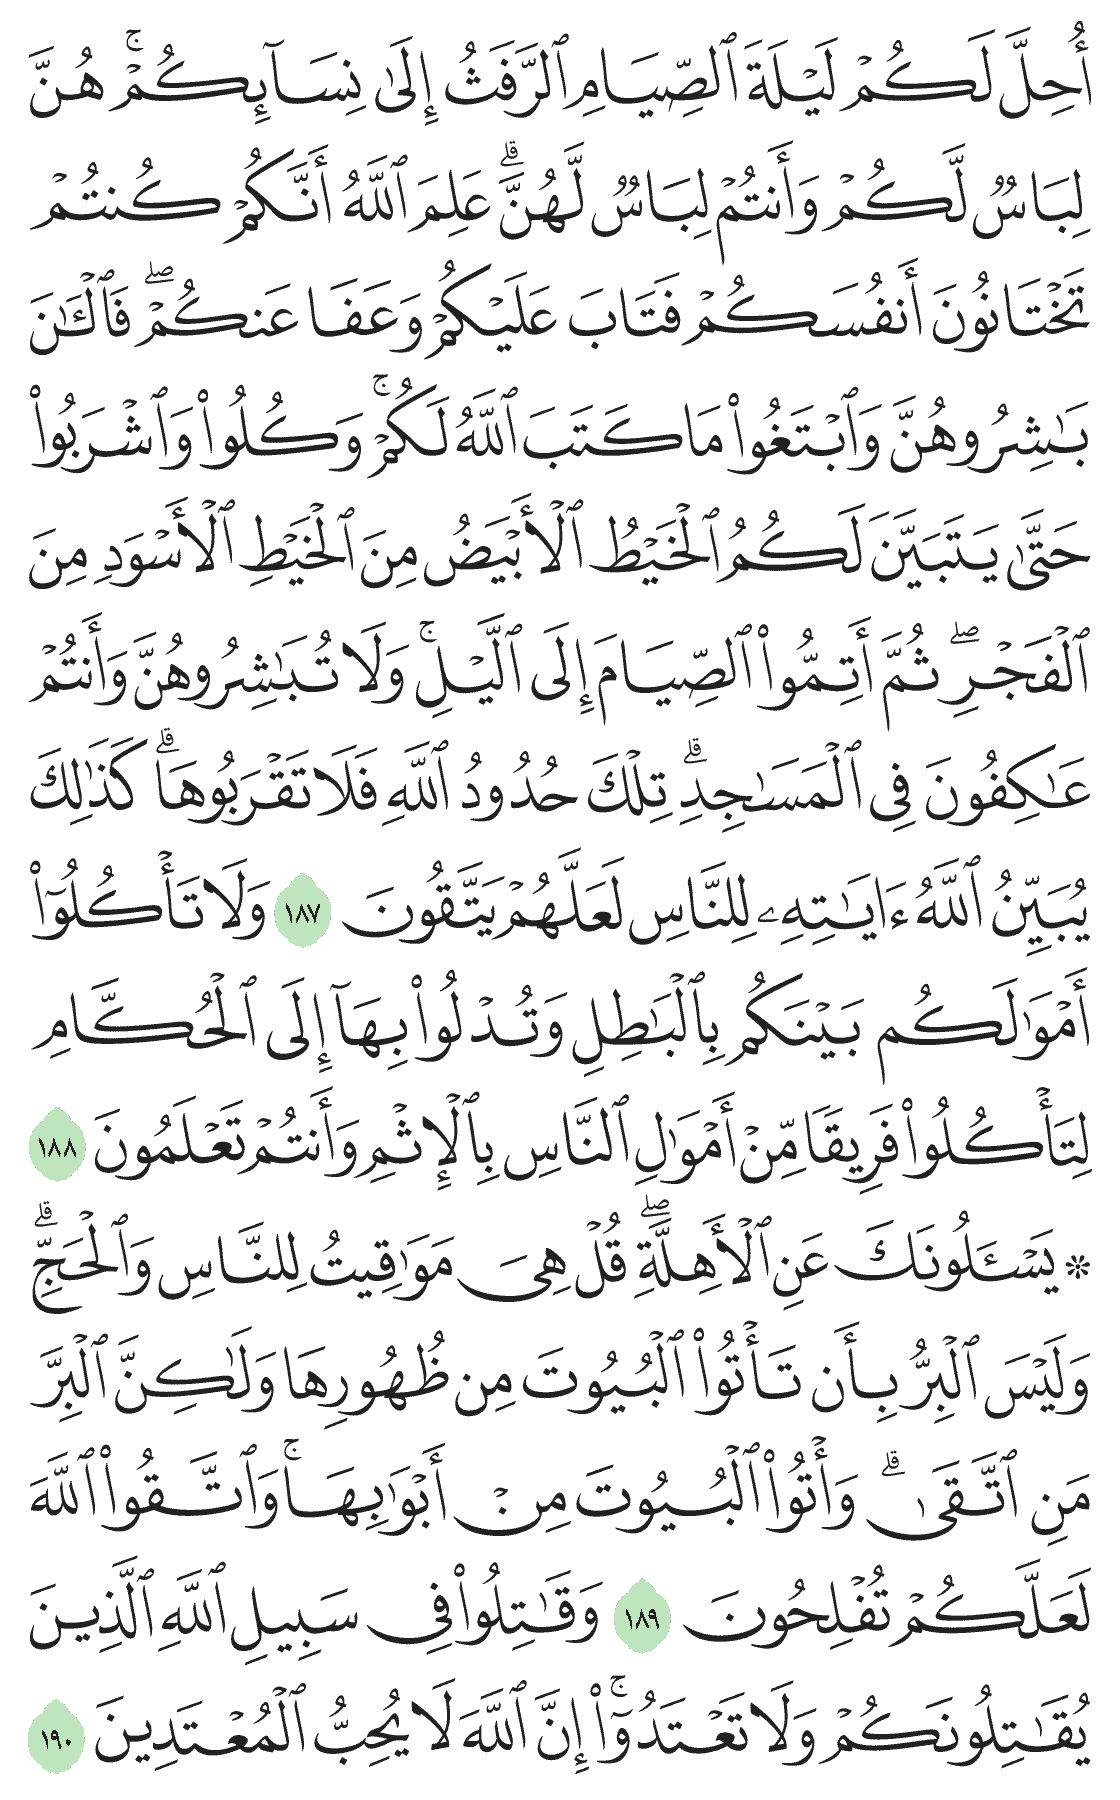 أُحِلَّ لَكُمۡ لَيۡلَةَ ٱلصِّيَامِ ٱلرَّفَثُ إِلَىٰ نِسَآئِكُمۡۚ هُنَّ
لِبَاسٞ لَّكُمۡ وَأَنتُمۡ لِبَاسٞ لَّهُنَّۗ عَلِمَ ٱللَّهُ أَنَّكُمۡ كُنتُمۡ
تَخۡتَانُونَ أَنفُسَكُمۡ فَتَابَ عَلَيۡكُمۡ وَعَفَا عَنكُمۡۖ فَٱلۡـَٰٔنَ
بَٰشِرُوهُنَّ وَٱبۡتَغُواْ مَا كَتَبَ ٱللَّهُ لَكُمۡۚ وَكُلُواْ وَٱشۡرَبُواْ
حَتَّىٰ يَتَبَيَّنَ لَكُمُ ٱلۡخَيۡطُ ٱلۡأَبۡيَضُ مِنَ ٱلۡخَيۡطِ ٱلۡأَسۡوَدِ مِنَ
ٱلۡفَجۡرِۖ ثُمَّ أَتِمُّواْ ٱلصِّيَامَ إِلَى ٱلَّيۡلِۚ وَلَا تُبَٰشِرُوهُنَّ وَأَنتُمۡ
عَٰكِفُونَ فِي ٱلۡمَسَٰجِدِۗ تِلۡكَ حُدُودُ ٱللَّهِ فَلَا تَقۡرَبُوهَاۗ كَذَٰلِكَ
يُبَيِّنُ ٱللَّهُ ءَايَٰتِهِۦ لِلنَّاسِ لَعَلَّهُمۡ يَتَّقُونَ ١٨٧ وَلَا تَأۡكُلُوٓاْ
أَمۡوَٰلَكُم بَيۡنَكُم بِٱلۡبَٰطِلِ وَتُدۡلُواْ بِهَآ إِلَى ٱلۡحُكَّامِ
لِتَأۡكُلُواْ فَرِيقٗا مِّنۡ أَمۡوَٰلِ ٱلنَّاسِ بِٱلۡإِثۡمِ وَأَنتُمۡ تَعۡلَمُونَ ١٨٨
۞ يَسۡـَٔلُونَكَ عَنِ ٱلۡأَهِلَّةِۖ قُلۡ هِيَ مَوَٰقِيتُ لِلنَّاسِ وَٱلۡحَجِّۗ
وَلَيۡسَ ٱلۡبِرُّ بِأَن تَأۡتُواْ ٱلۡبُيُوتَ مِن ظُهُورِهَا وَلَٰكِنَّ ٱلۡبِرَّ
مَنِ ٱتَّقَىٰۗ وَأۡتُواْ ٱلۡبُيُوتَ مِنۡ أَبۡوَٰبِهَاۚ وَٱتَّقُواْ ٱللَّهَ
لَعَلَّكُمۡ تُفۡلِحُونَ ١٨٩ وَقَٰتِلُواْ فِي سَبِيلِ ٱللَّهِ ٱلَّذِينَ
يُقَٰتِلُونَكُمۡ وَلَا تَعۡتَدُوٓاْۚ إِنَّ ٱللَّهَ لَا يُحِبُّ ٱلۡمُعۡتَدِينَ ١٩٠